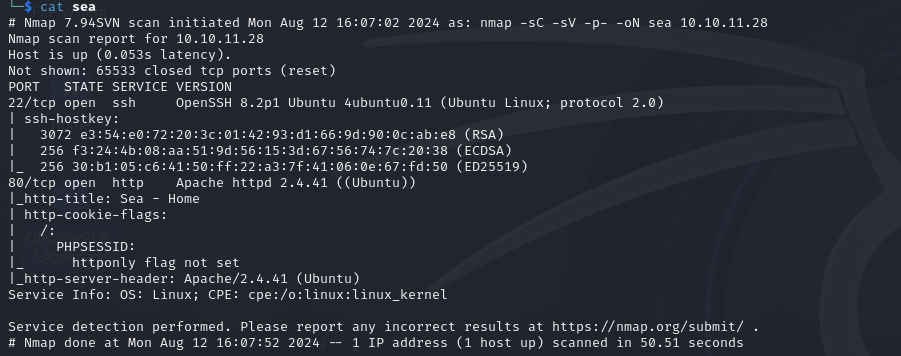 └─$ cat sea
# Nmap 7.94SVN scan initiated Mon Aug 12 16:07:02 2024 as: nmap -sC -sV -p- -oN sea 10.10.11.28
Nmap scan report for 10.10.11.28
Host is up (0.053s latency).
Not shown: 65533 closed tcp ports (reset)
PORT   STATE SERVICE VERSION
22/tcp open  ssh     OpenSSH 8.2p1 Ubuntu 4ubuntu0.11 (Ubuntu Linux; protocol 2.0)
| ssh-hostkey:
|   3072 e3:54:e0:72:20:3c:01:42:93:d1:66:9d:90:0c:ab:e8 (RSA)
|   256 f3:24:4b:08:aa:51:9d:56:15:3d:67:56:74:7c:20:38 (ECDSA)
|_  256 30:b1:05:c6:41:50:ff:22:a3:7f:41:06:0e:67:fd:50 (ED25519)
80/tcp open  http    Apache httpd 2.4.41 ((Ubuntu))
|_http-title: Sea - Home
| http-cookie-flags:
|   /:
|     PHPSESSID:
|_      httponly flag not set
|_http-server-header: Apache/2.4.41 (Ubuntu)
Service Info: OS: Linux; CPE: cpe:/o:linux:linux_kernel

Service detection performed. Please report any incorrect results at https://nmap.org/submit/ .
# Nmap done at Mon Aug 12 16:07:52 2024 -- 1 IP address (1 host up) scanned in 50.51 seconds